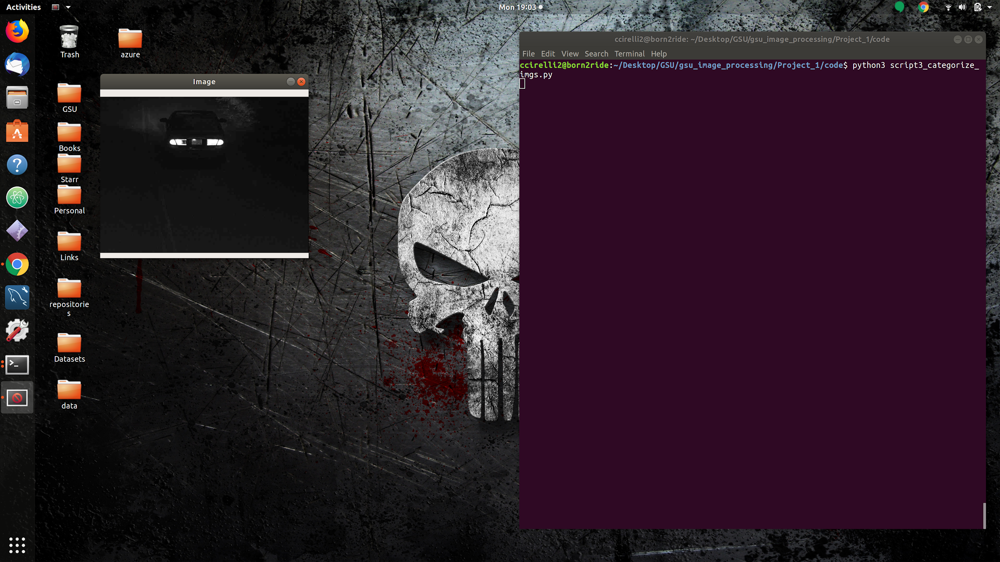 Activities
Mon 19:03
Trash
azure
GSU
Books
Starr
Personal
Links
repositorie
s
Datasets
data
Image
ccirelli2@born2ride: ~/Desktop/GSU/gsu_image_processing/Project_1/code
File Edit View Search Terminal Help
ccirelli2@born2ride:~/Desktop/GSU/gsu_image_processing/Project_1/code$ python3 script3_categorize_
imgs.py